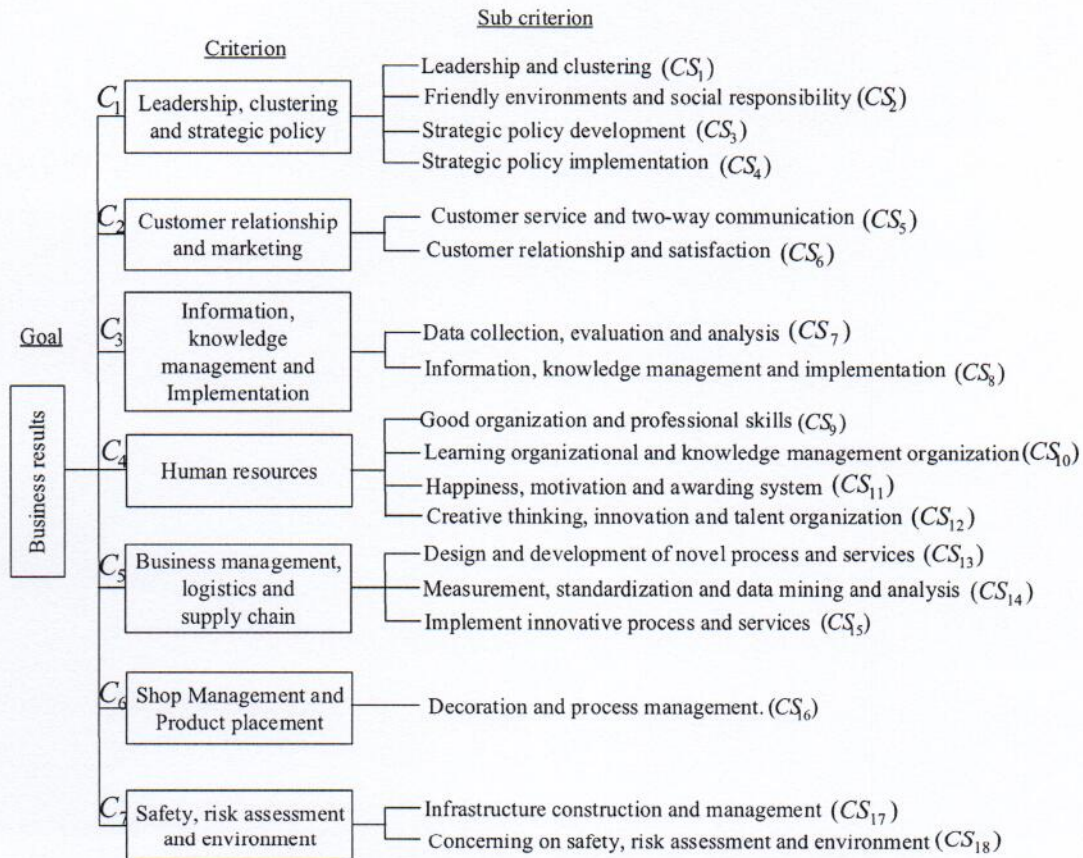 Sub criterion
Criterion
C₁
Leadership, clustering
and strategic policy
Leadership and clustering (CS₁)
Friendly environments and social responsibility (CS₂)
Strategic policy development (CS₃)
Strategic policy implementation (CS₄)
C₂
Customer relationship
and marketing
Customer service and two-way communication (CS₅)
Customer relationship and satisfaction (CS₆)
Goal
Business results
C₃
Information,
knowledge
management and
Implementation
Data collection, evaluation and analysis (CS₇)
Information, knowledge management and implementation (CS₈)
C₄
Human resources
Good organization and professional skills (CS₉)
Learning organizational and knowledge management organization (CS₁₀)
Happiness, motivation and awarding system (CS₁₁)
Creative thinking, innovation and talent organization (CS₁₂)
C₅
Business management,
logistics and
supply chain
Design and development of novel process and services (CS₁₃)
Measurement, standardization and data mining and analysis (CS₁₄)
Implement innovative process and services (CS₁₅)
C₆
Shop Management and
Product placement
Decoration and process management. (CS₁₆)
C₇
Safety, risk assessment
and environment
Infrastructure construction and management (CS₁₇)
Concerning on safety, risk assessment and environment (CS₁₈)